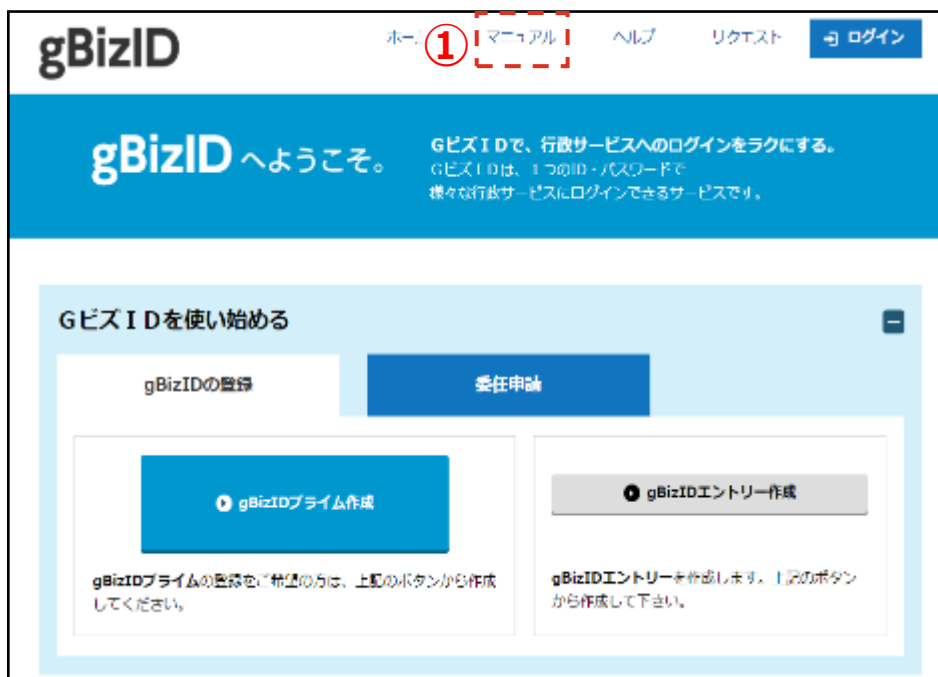 gBizID
ホーム ① マニュアル ヘルプ リクエスト ログイン
gBizID へようこそ。
GビズIDで、行政サービスへのログインをラクにする。
GビズIDは、1つのID・パスワードで
様々な行政サービスにログインできるサービスです。
GビズIDを使い始める
gBizIDの登録
委任申請
gBizIDプライム作成
gBizIDプライムの登録をご希望の方は、上記のボタンから作成
してください。
gBizIDエントリー作成
gBizIDエントリーを作成します。上記のボタン
から作成して下さい。